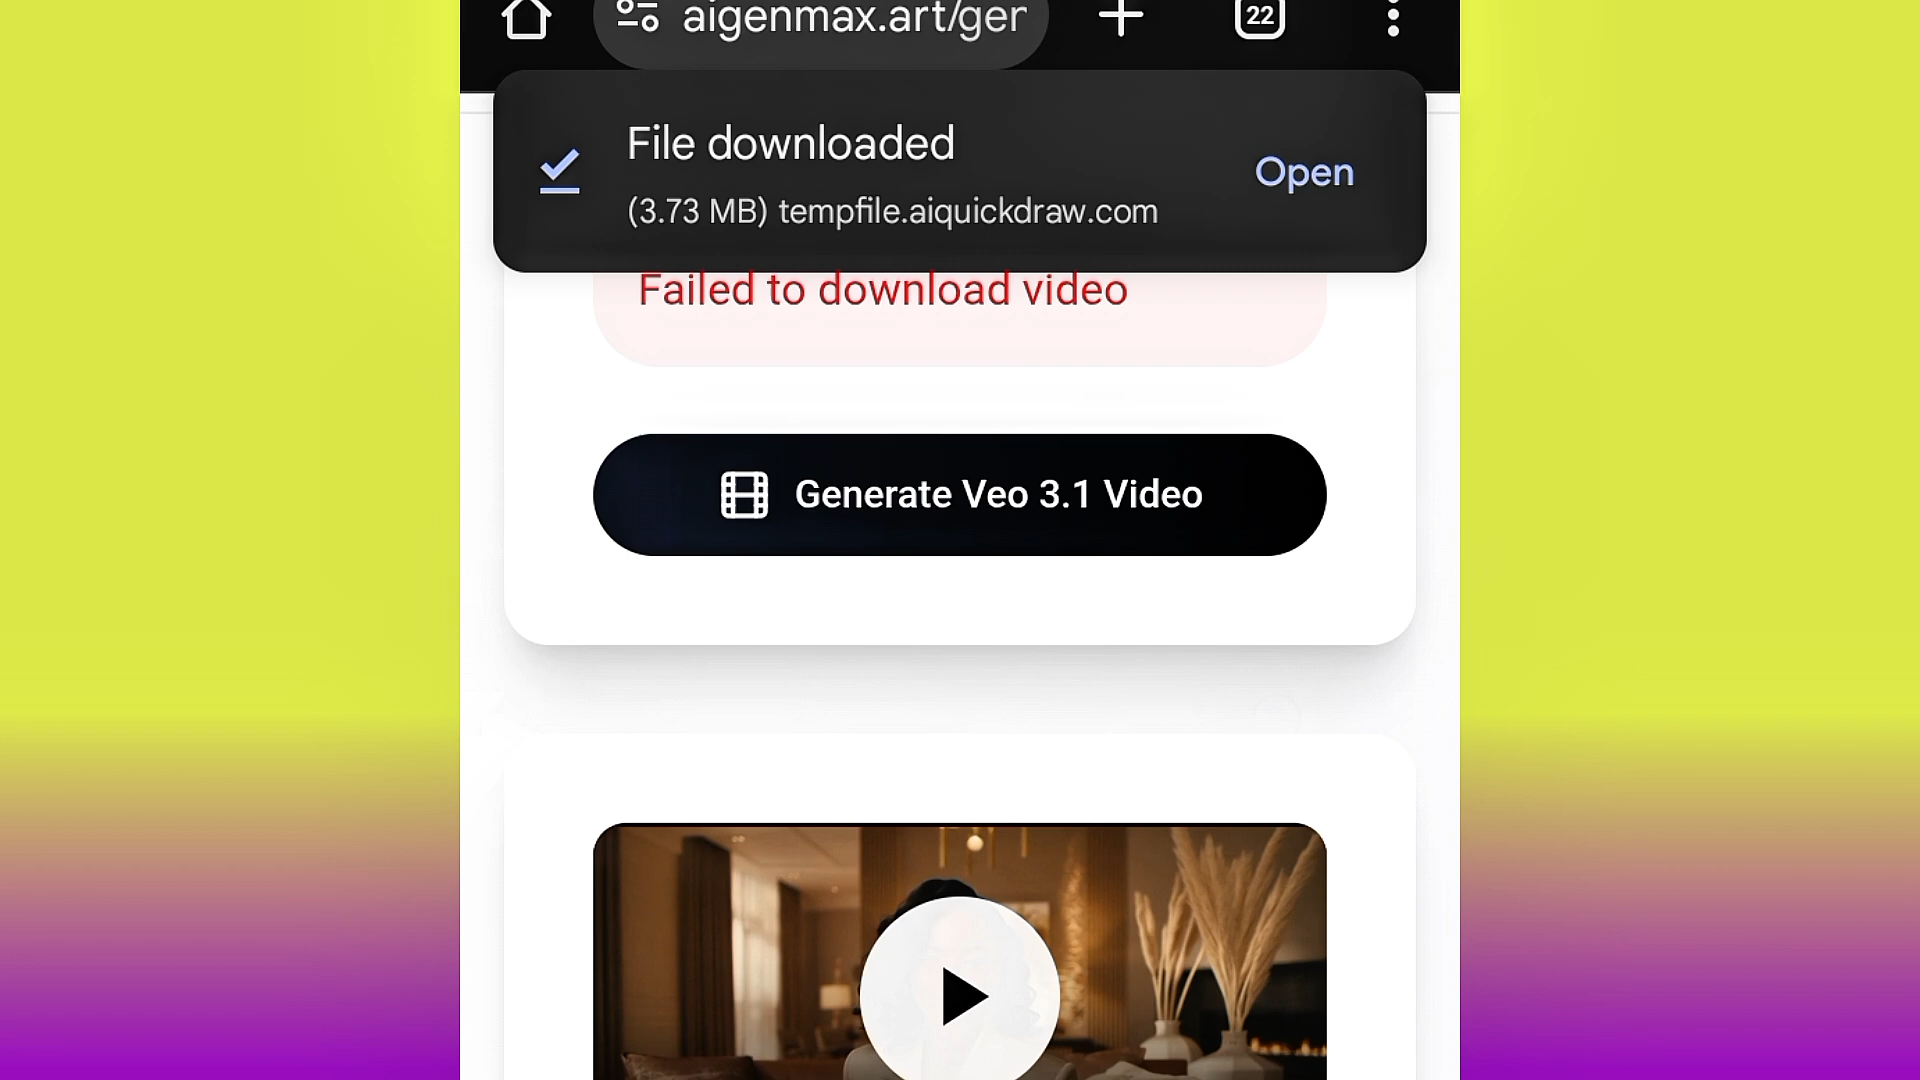 aigenmax.art/ger
22
File downloaded
Open
(3.73 MB) tempfile.aiquickdraw.com
Failed to download video
Generate Veo 3.1 Video